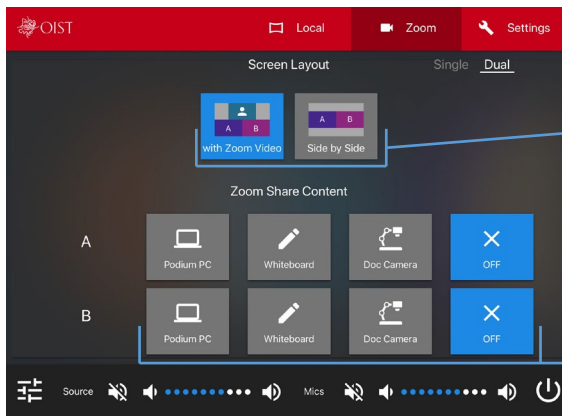 OIST Local Zoom Settings
Screen Layout Single Dual
A B A B
with Zoom Video Side by Side
Zoom Share Content
A
Podium PC Whiteboard Doc Camera OFF
B
Podium PC Whiteboard Doc Camera OFF
Source Mics